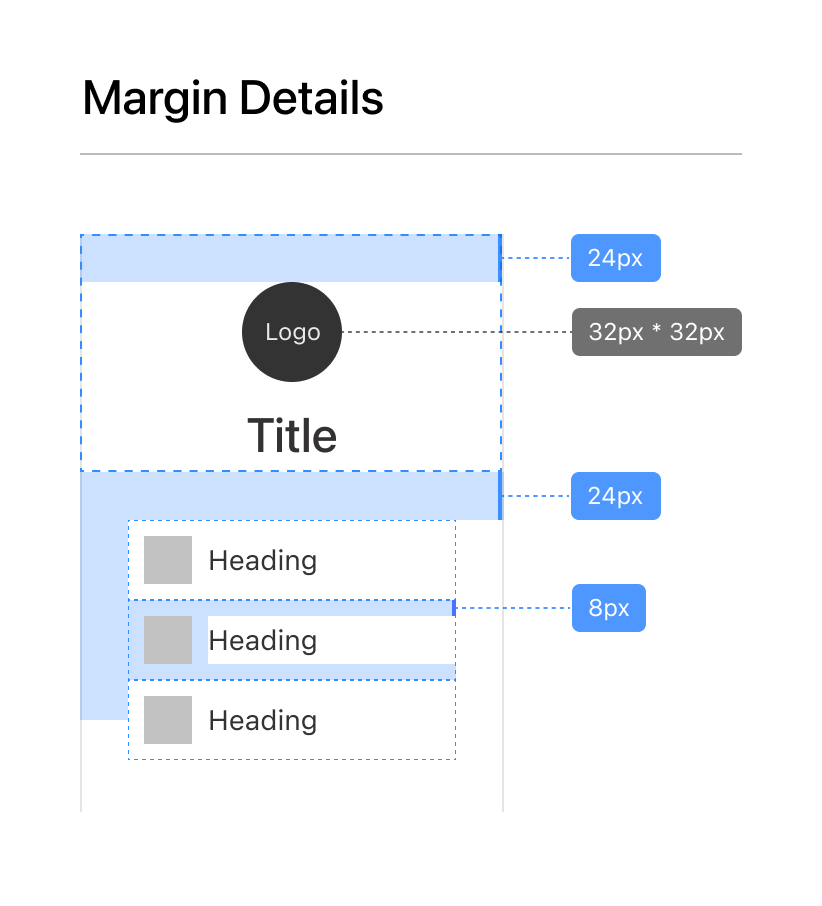 Margin Details
24px
Logo
32px * 32px
Title
24px
Heading
8px
Heading
Heading